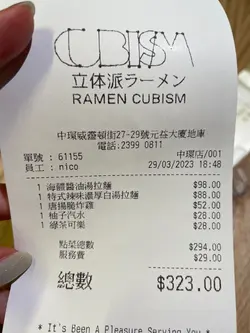 CUBISM
立体派ラーメン
RAMEN CUBISM
中環威靈頓街27-29號元益大廈地庫
電話.2399 0811
單號 : 61155 中環店/001
員工 : nico 29/03/2023 18:48
1 海鹽醬油湯拉麵 $98.00
1 特式辣味濃厚白湯拉麵 $88.00
1 唐揚脆炸雞 $52.00
1 柚子汽水 $28.00
1 綠茶可樂 $28.00
點菜總數 $294.00
服務費 $29.00
總數 $323.00
* It's Been A Pleasure Serving You *